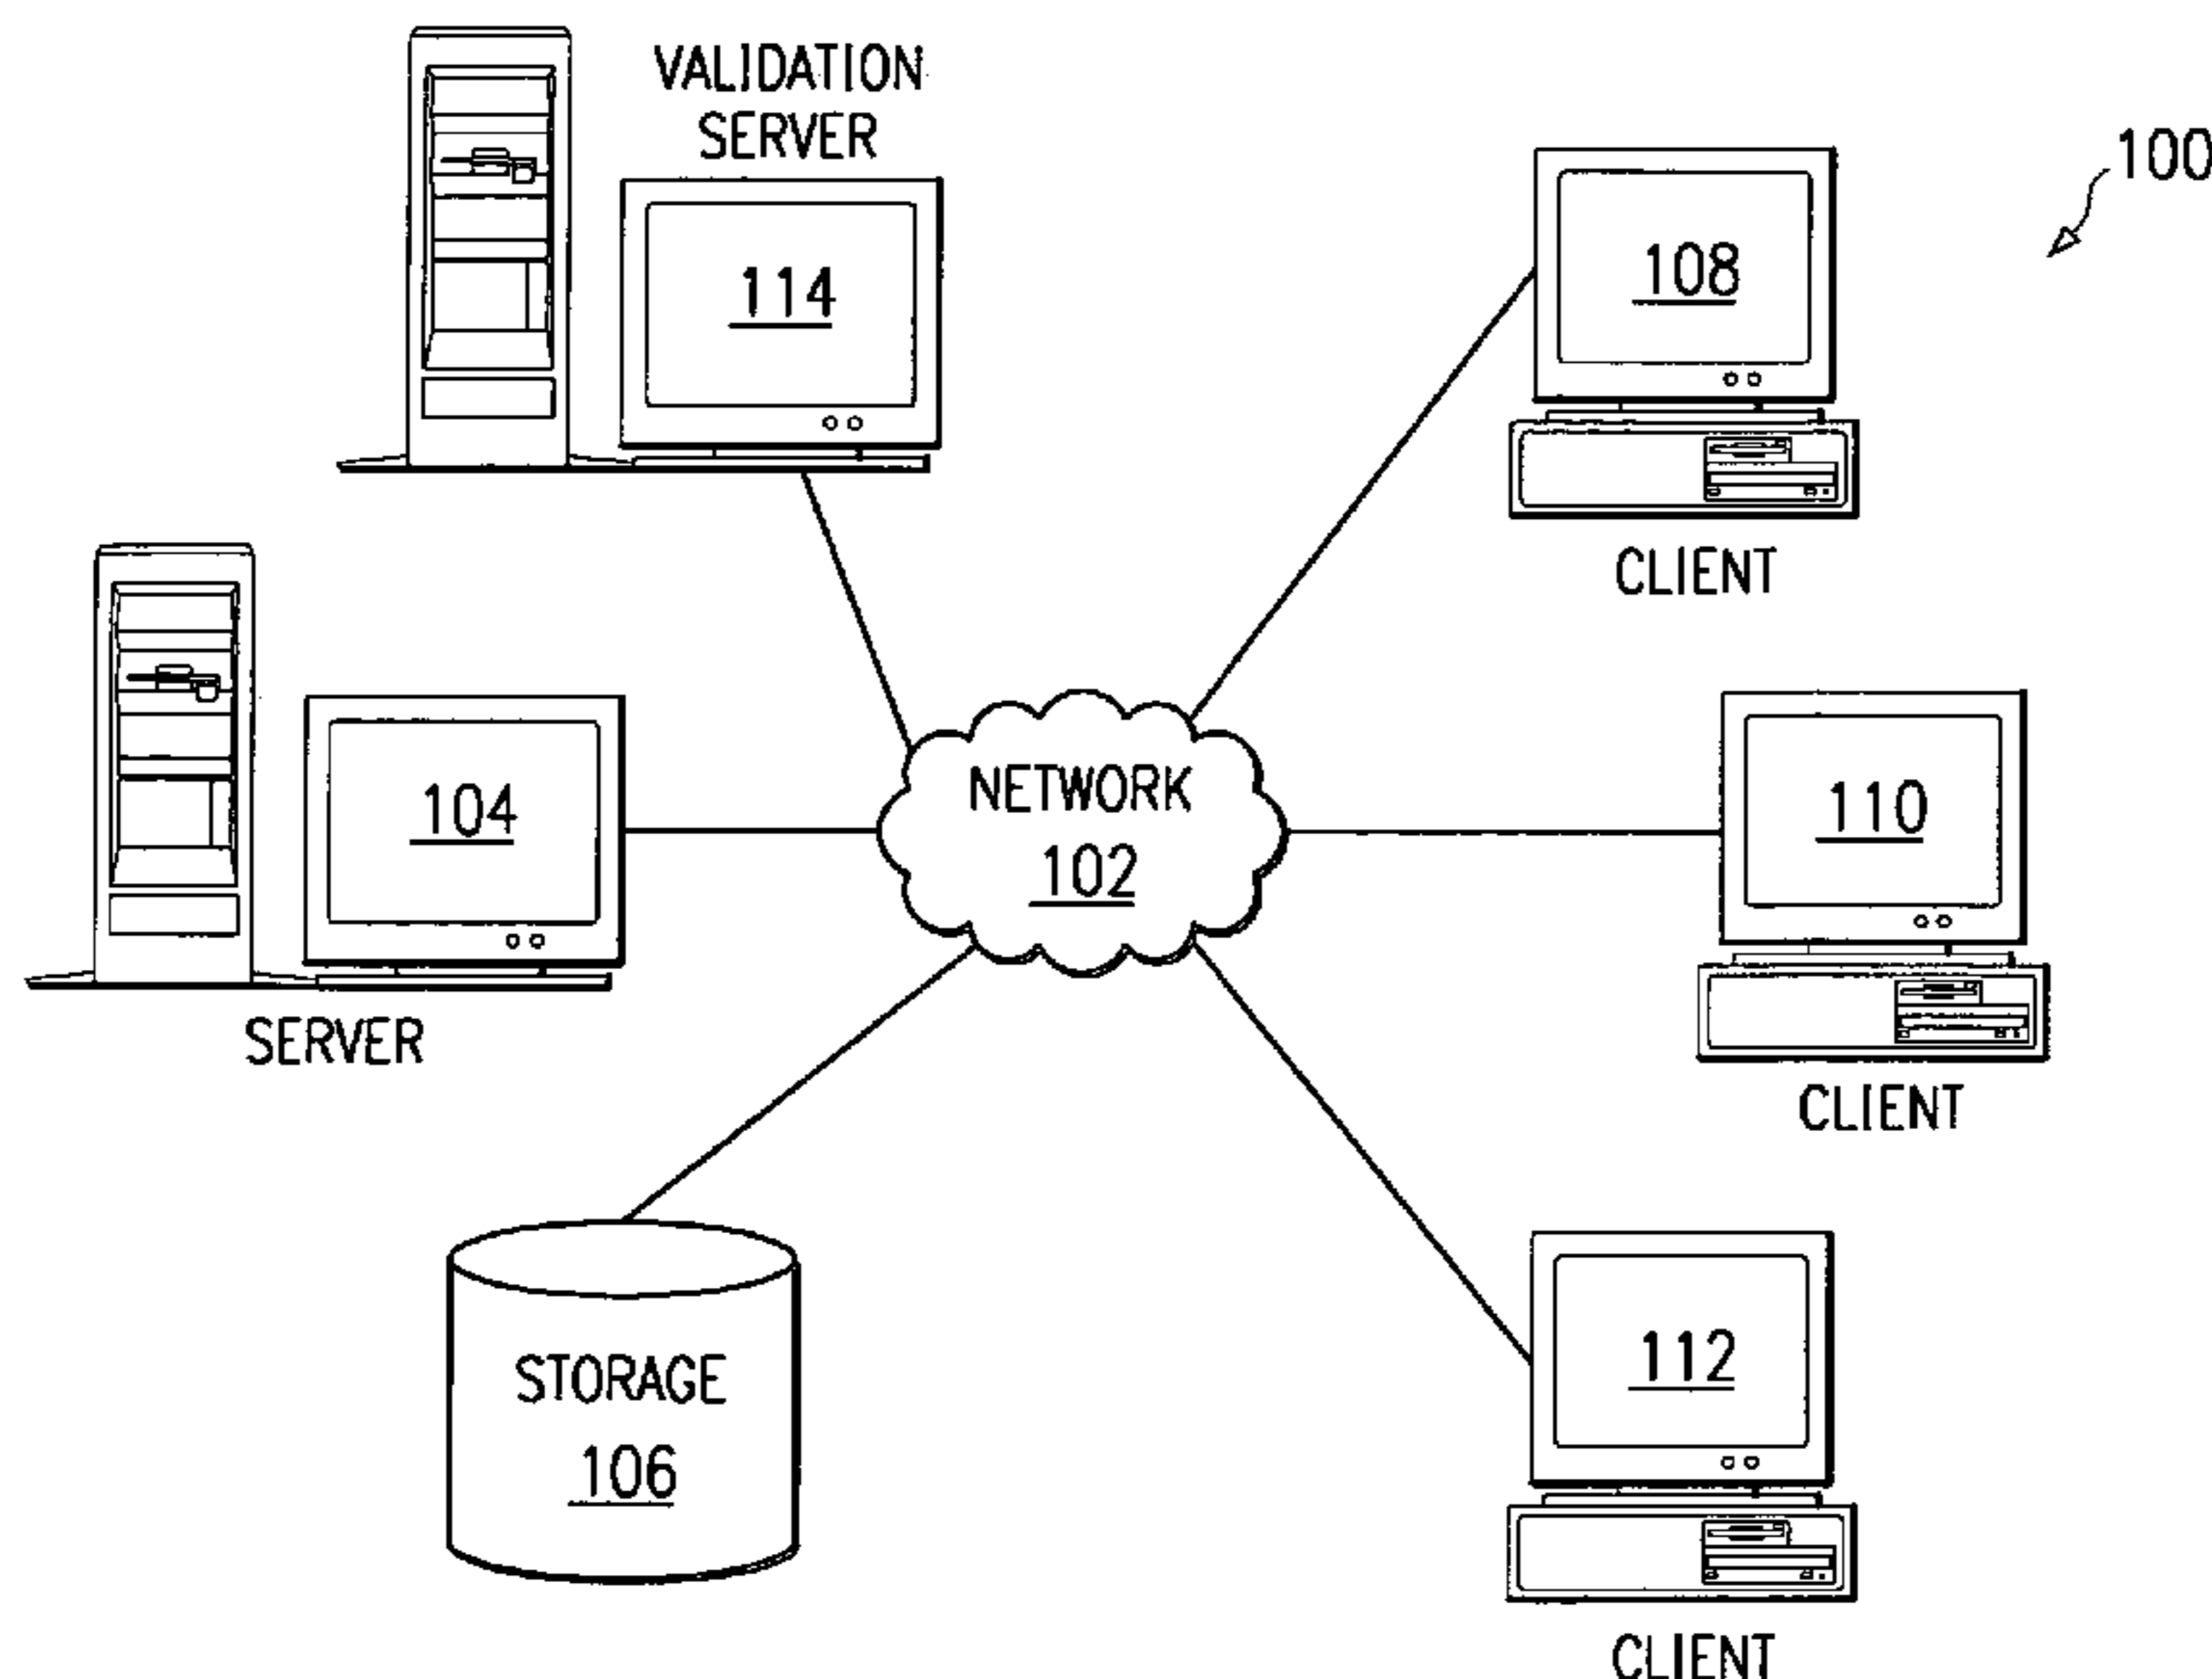 VALIDATION
SERVER
100
114
108
CLIENT
104
SERVER
NETWORK
102
110
CLIENT
STORAGE
106
112
CLIENT